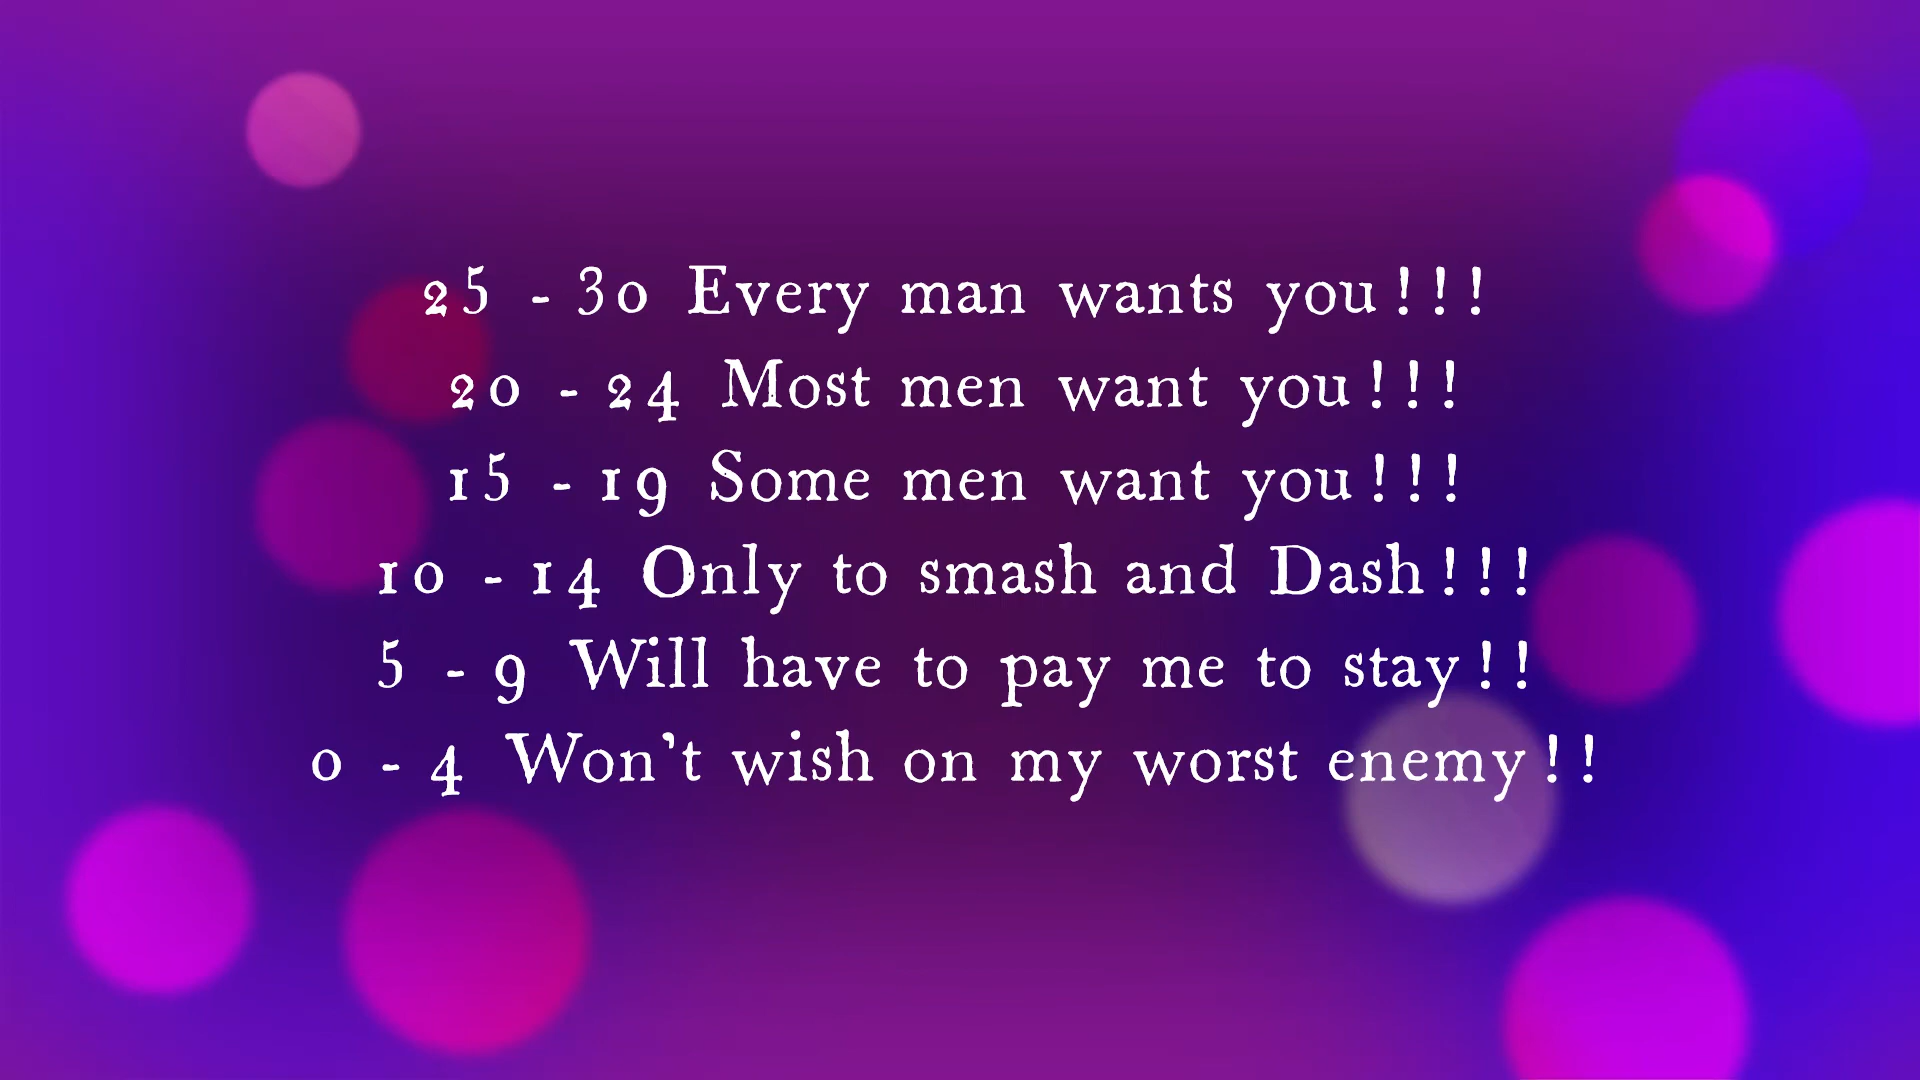 25 - 30 Every man wants you!!!
20 - 24 Most men want you!!!
15 - 19 Some men want you!!!
10 - 14 Only to smash and Dash!!!
5 - 9 Will have to pay me to stay!!
0 - 4 Won't wish on my worst enemy!!